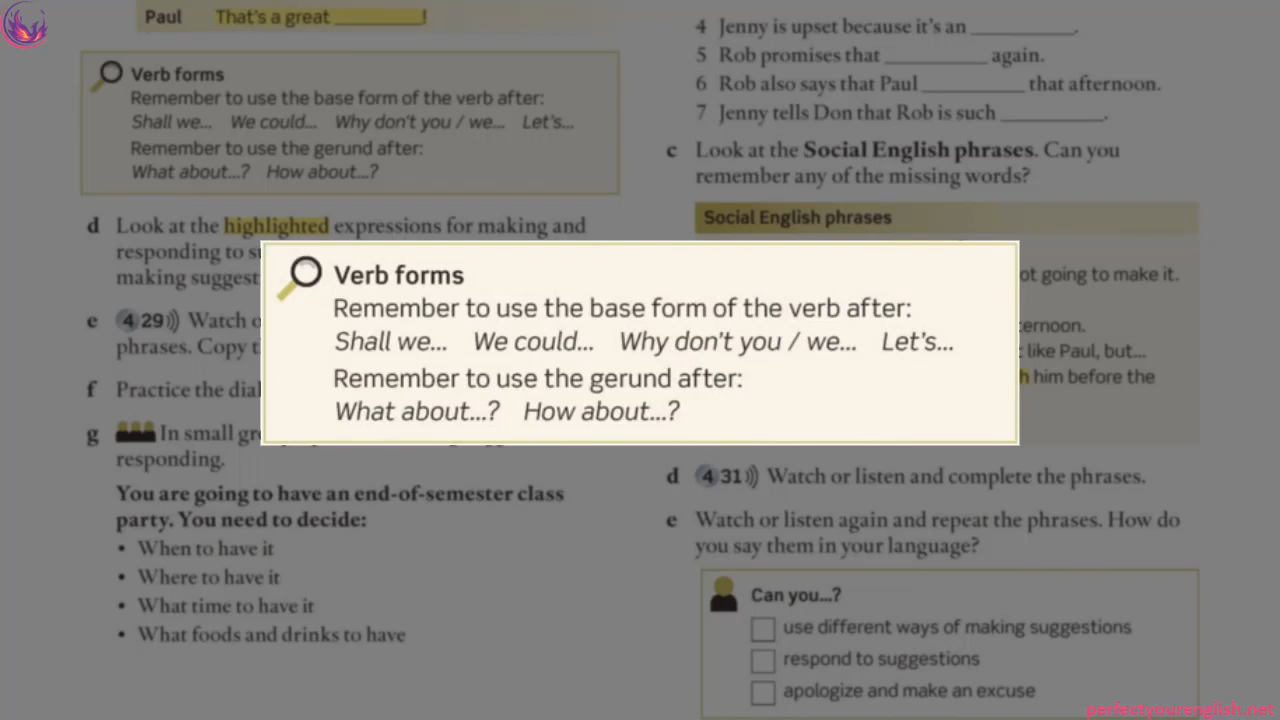 Paul That's a great __________!
Verb forms
Remember to use the base form of the verb after:
Shall we... We could... Why don't you / we... Let's...
Remember to use the gerund after:
What about...? How about...?
d Look at the highlighted expressions for making and
responding to
making suggest
e 4 29 Watch o
phrases. Copy t
f Practice the dial
g In small gr
responding.
You are going to have an end-of-semester class
party. You need to decide:
• When to have it
• Where to have it
• What time to have it
• What foods and drinks to have
Verb forms
Remember to use the base form of the verb after:
Shall we... We could... Why don't you / we... Let's...
Remember to use the gerund after:
What about...? How about...?
4 Jenny is upset because it's an __________.
5 Rob promises that __________ again.
6 Rob also says that Paul __________ that afternoon.
7 Jenny tells Don that Rob is such __________.
c Look at the Social English phrases. Can you
remember any of the missing words?
Social English phrases
ot going to make it.
ernoon.
like Paul, but...
h him before the
d 4 31 Watch or listen and complete the phrases.
e Watch or listen again and repeat the phrases. How do
you say them in your language?
Can you...?
use different ways of making suggestions
respond to suggestions
apologize and make an excuse
perfectyourenglish.net